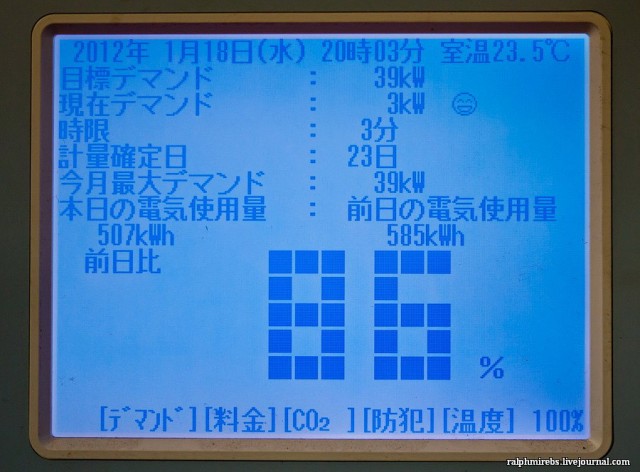 2012年 1月18日(水) 20時03分 室温23.5℃
目標デマンド : 39kW
現在デマンド : 3kW
時限 : 3分
計量確定日 : 23日
今月最大デマンド : 39kW
本日の電気使用量 : 前日の電気使用量
507kWh 585kWh
前日比
86 %
[ﾃﾞﾏﾝﾄﾞ][料金][CO₂ ][防犯][温度] 100%
ralphmirebs.livejournal.com